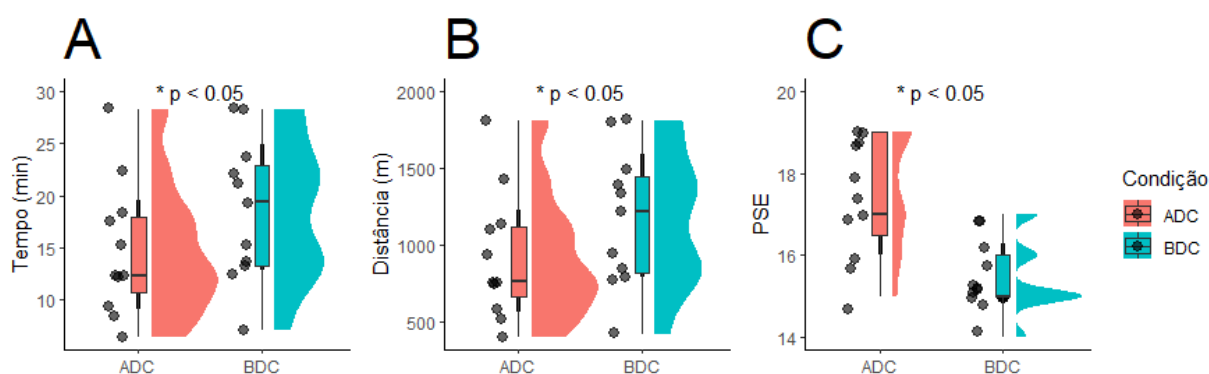 A
Tempo (min)
30
25
20
15
10
* p < 0.05
ADC
BDC
B
Distância (m)
2000
1500
1000
500
* p < 0.05
ADC
BDC
C
PSE
20
18
16
14
* p < 0.05
ADC
BDC
Condição
ADC
BDC